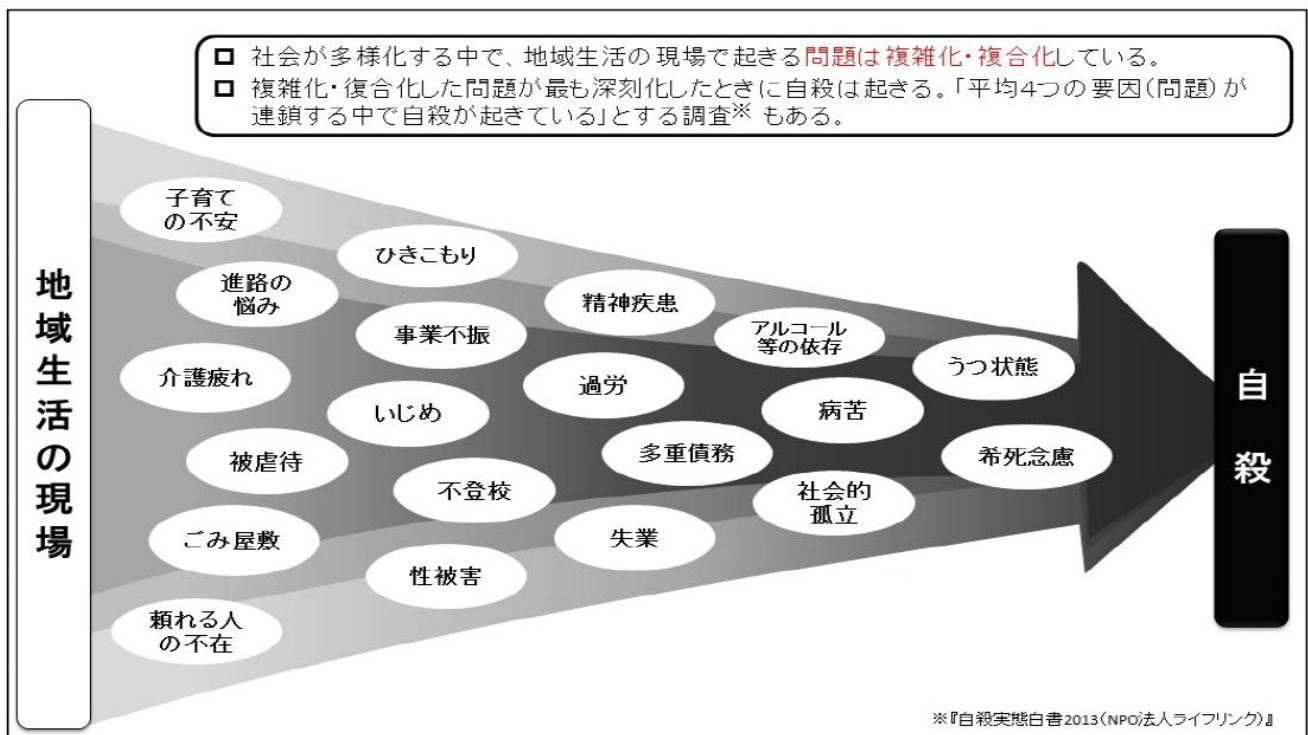 □ 社会が多様化する中で、地域生活の現場で起きる問題は複雑化・複合化している。
□ 複雑化・復合化した問題が最も深刻化したときに自殺は起きる。「平均4つの要因(問題)が
連鎖する中で自殺が起きている」とする調査※ もある。
地域生活の現場
子育て
の不安
ひきこもり
進路の
悩み
精神疾患
事業不振
アルコール
等の依存
介護疲れ
過労
うつ状態
いじめ
病苦
被虐待
多重債務
希死念慮
不登校
社会的
孤立
ごみ屋敷
失業
性被害
頼れる人
の不在
自殺
※『自殺実態白書2013(NPO法人ライフリンク)』